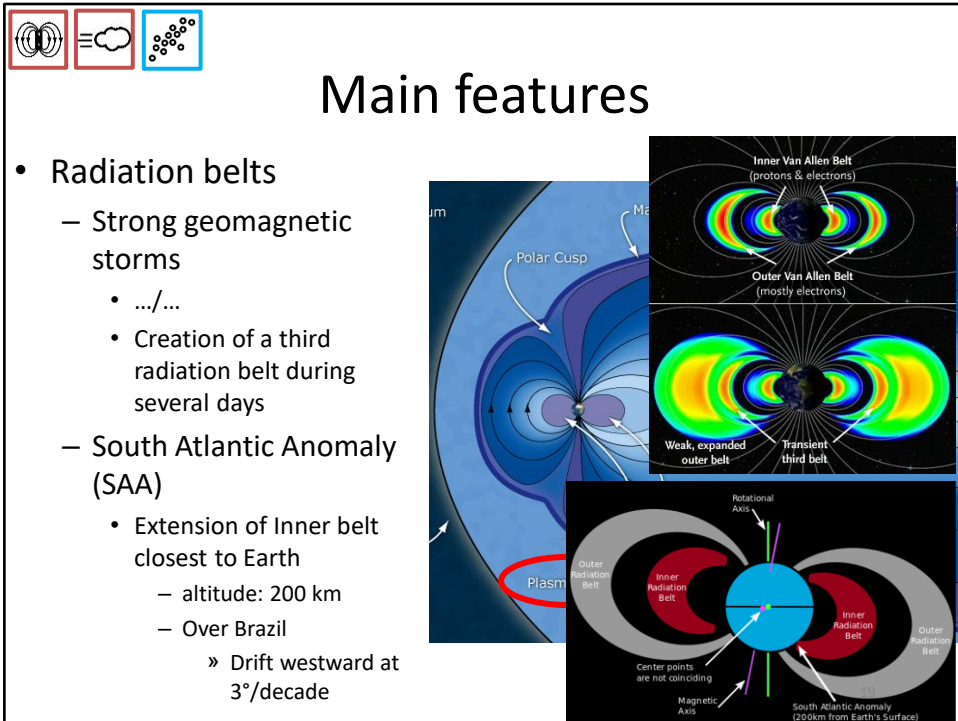 Main features
• Radiation belts
– Strong geomagnetic
storms
• …/…
• Creation of a third
radiation belt during
several days
– South Atlantic Anomaly
(SAA)
• Extension of Inner belt
closest to Earth
– altitude: 200 km
– Over Brazil
» Drift westward at
3°/decade
um
Polar Cusp
Ma
Plasm
Inner Van Allen Belt
(protons & electrons)
Outer Van Allen Belt
(mostly electrons)
Weak, expanded
outer belt
Transient
third belt
Rotational
Axis
Outer
Radiation
Belt
Inner
Radiation
Belt
Inner
Radiation
Belt
Outer
Radiation
Belt
Center points
are not coinciding
Magnetic
Axis
South Atlantic Anomaly
(200km from Earth's Surface)
19